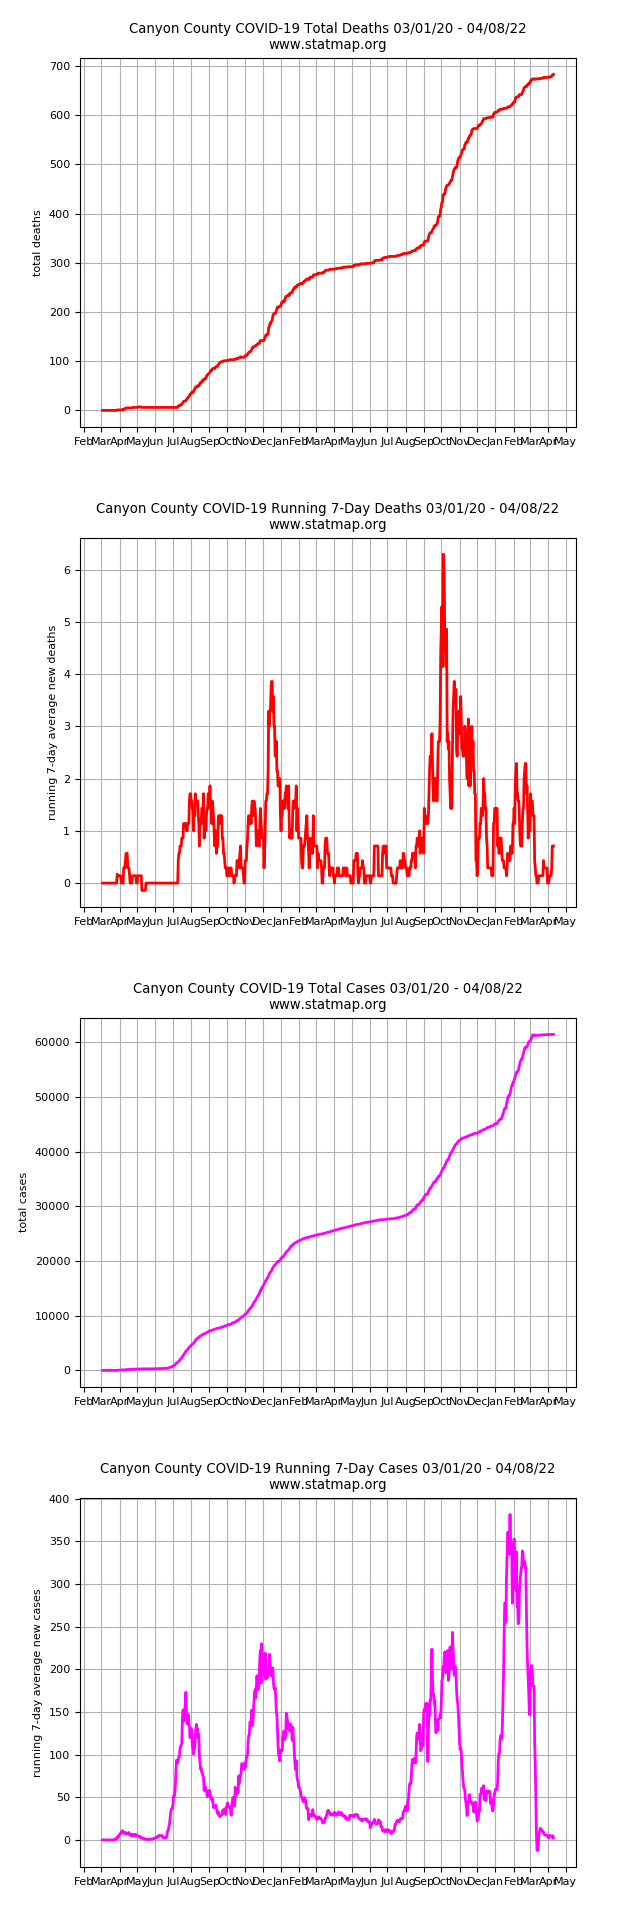 Canyon County COVID-19 Total Deaths 03/01/20 - 04/08/22
www.statmap.org
700
600
500
400
300
200
100
0
total deaths
Feb Mar Apr May Jun Jul Aug Sep Oct Nov Dec Jan Feb Mar Apr May Jun Jul Aug Sep Oct Nov Dec Jan Feb Mar Apr May
Canyon County COVID-19 Running 7-Day Deaths 03/01/20 - 04/08/22
www.statmap.org
6
5
4
3
2
1
0
running 7-day average new deaths
Feb Mar Apr May Jun Jul Aug Sep Oct Nov Dec Jan Feb Mar Apr May Jun Jul Aug Sep Oct Nov Dec Jan Feb Mar Apr May
Canyon County COVID-19 Total Cases 03/01/20 - 04/08/22
www.statmap.org
60000
50000
40000
30000
20000
10000
0
total cases
Feb Mar Apr May Jun Jul Aug Sep Oct Nov Dec Jan Feb Mar Apr May Jun Jul Aug Sep Oct Nov Dec Jan Feb Mar Apr May
Canyon County COVID-19 Running 7-Day Cases 03/01/20 - 04/08/22
www.statmap.org
400
350
300
250
200
150
100
50
0
running 7-day average new cases
Feb Mar Apr May Jun Jul Aug Sep Oct Nov Dec Jan Feb Mar Apr May Jun Jul Aug Sep Oct Nov Dec Jan Feb Mar Apr May